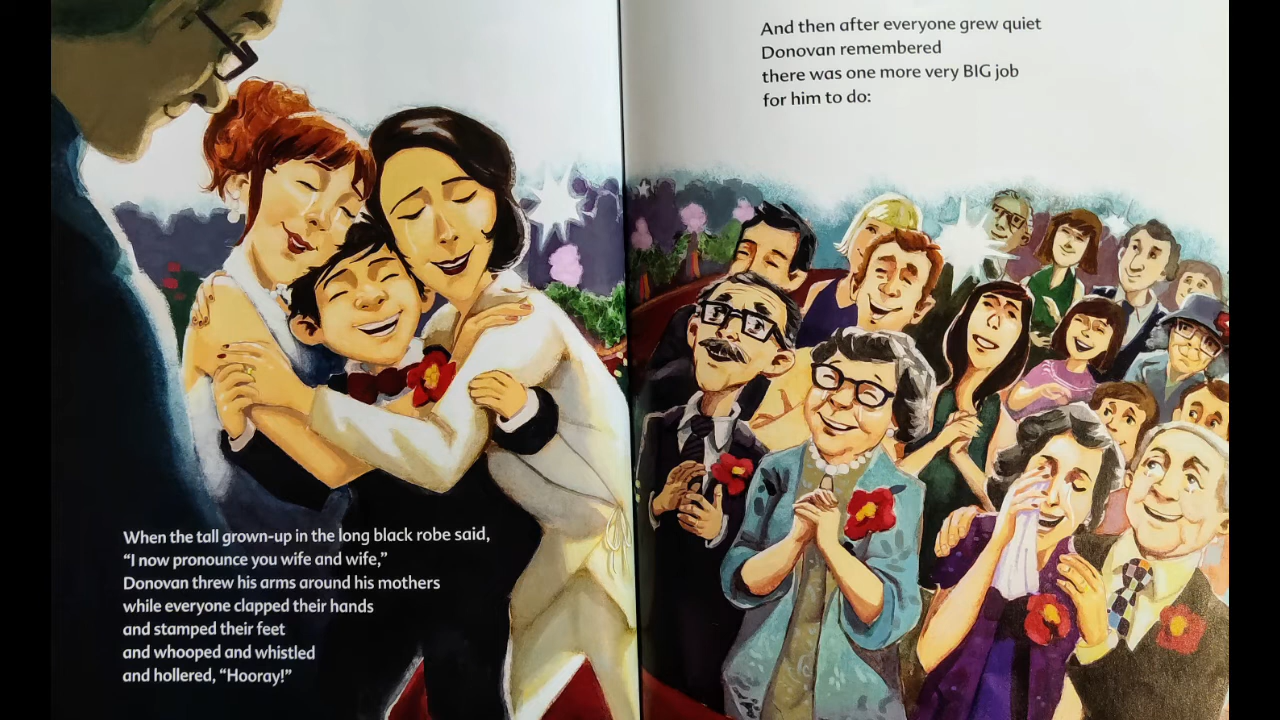 When the tall grown-up in the long black robe said,
“I now pronounce you wife and wife,”
Donovan threw his arms around his mothers
while everyone clapped their hands
and stamped their feet
and whooped and whistled
and hollered, “Hooray!”
And then after everyone grew quiet
Donovan remembered
there was one more very BIG job
for him to do: